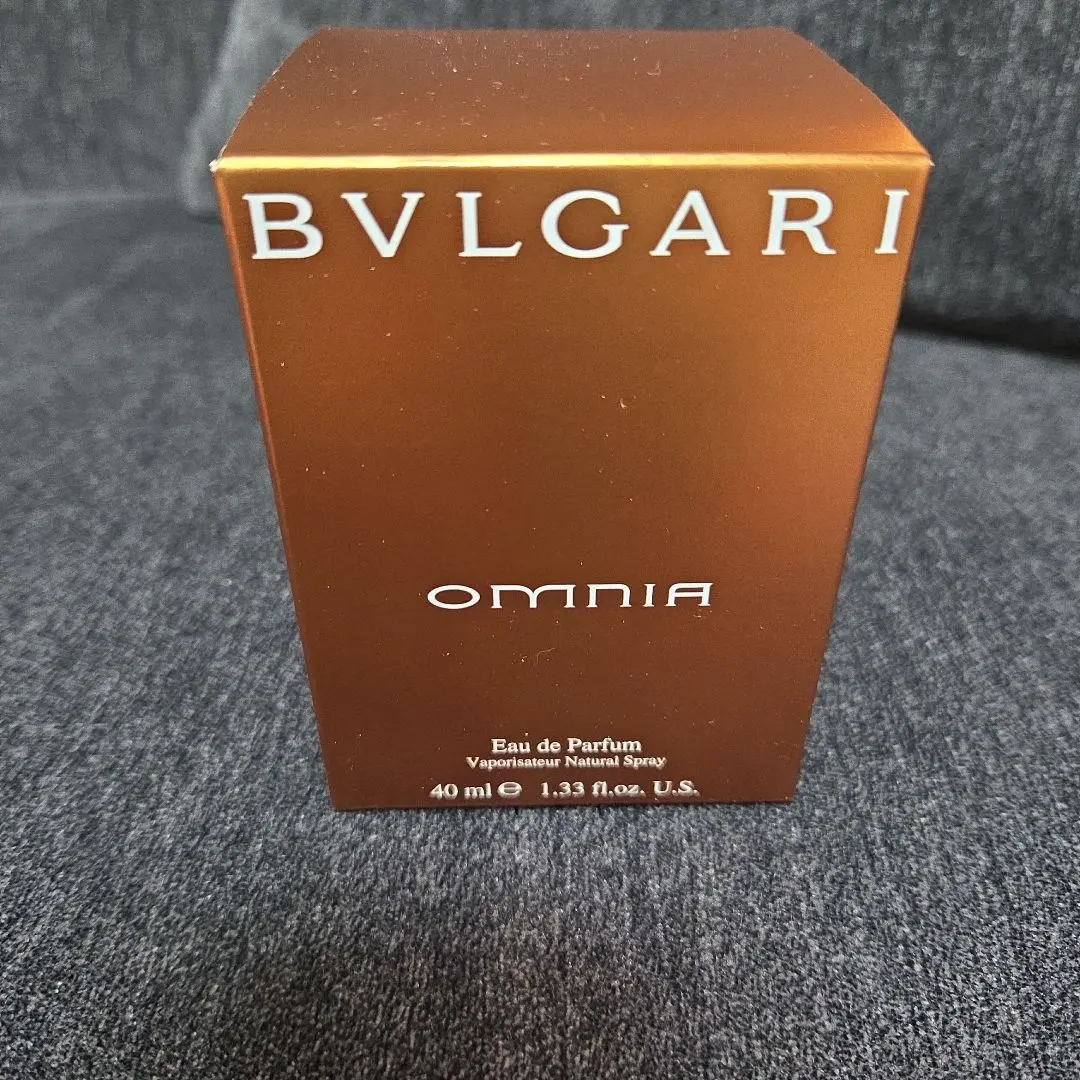 BVLGARI
OMNIA
Eau de Parfum
Vaporisateur Natural Spray
40 ml ℮ 1.33 fl.oz. U.S.